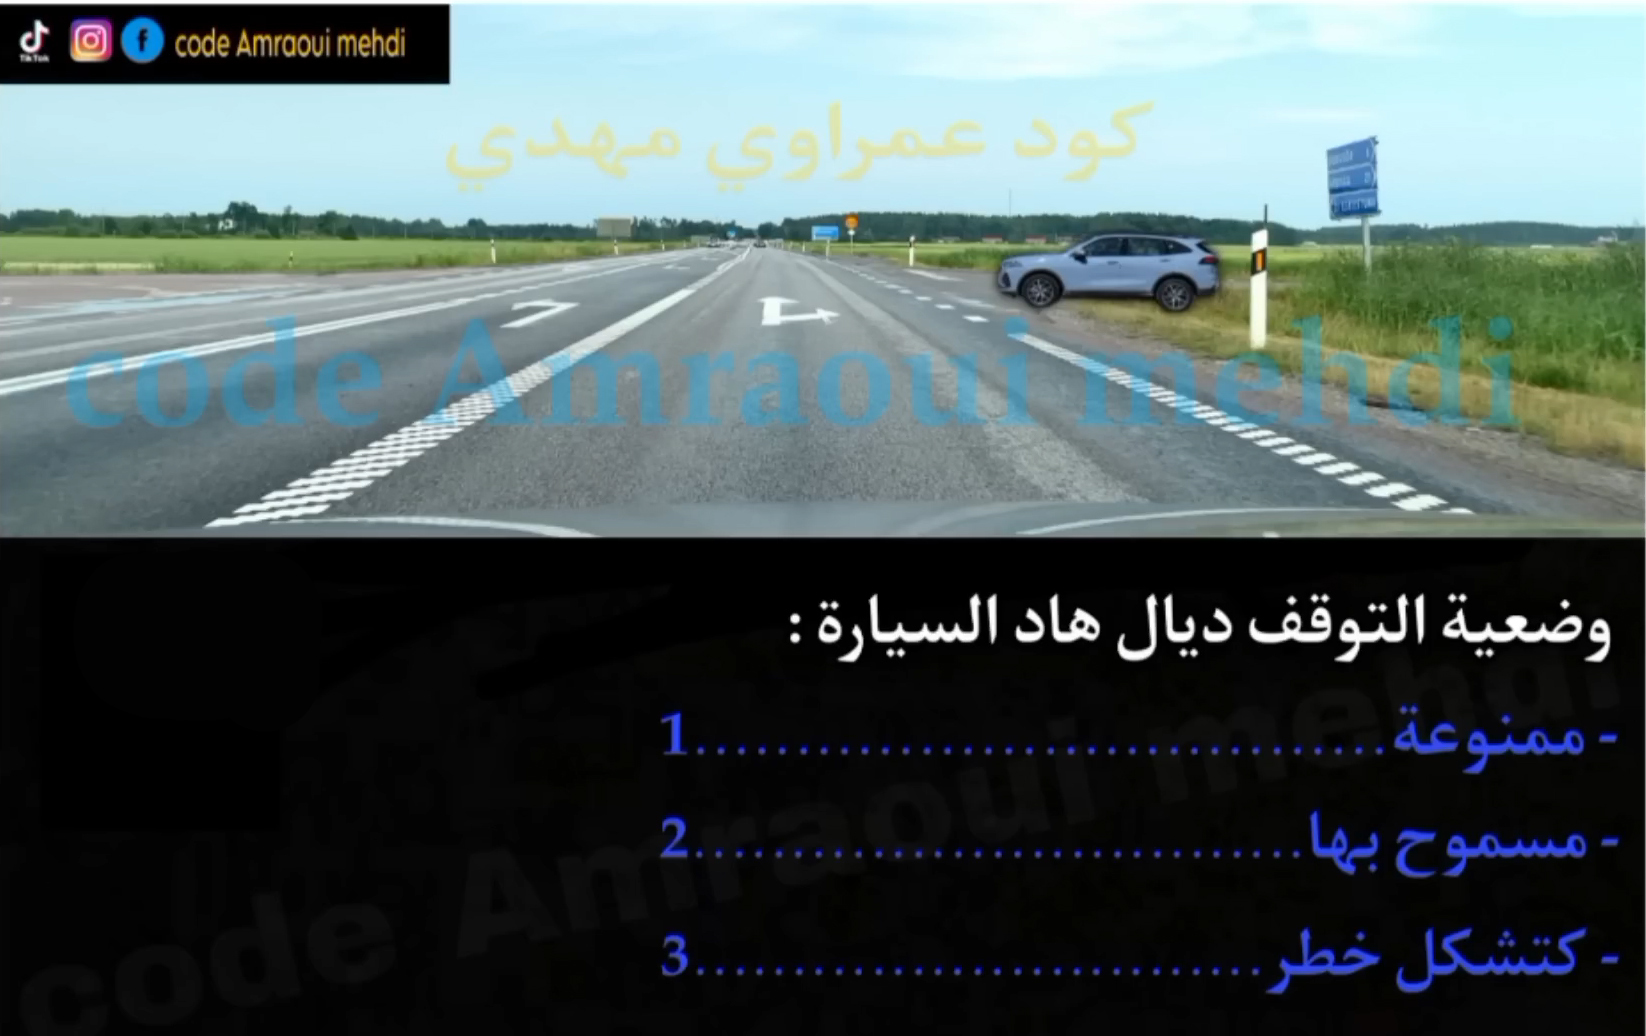 TikTok
code Amraoui mehdi
كود عمراوي مهدي
code Amraoui mehdi
وضعية التوقف ديال هاد السيارة :
- ممنوعة..................................1
- مسموح بها..............................2
- كتشكل خطر............................3
code Amraoui mehdi